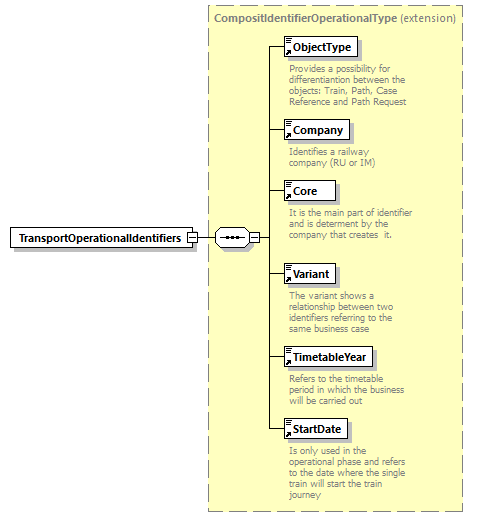 CompositIdentifierOperationalType (extension)
ObjectType
Provides a possibility for
differentiantion between the
objects: Train, Path, Case
Reference and Path Request
Company
Identifies a railway
company (RU or IM)
Core
It is the main part of identifier
and is determent by the
company that creates it.
TransportOperationalIdentifiers
Variant
The variant shows a
relationship between two
identifiers referring to the
same business case
TimetableYear
Refers to the timetable
period in which the business
will be carried out
StartDate
Is only used in the
operational phase and refers
to the date where the single
train will start the train
journey